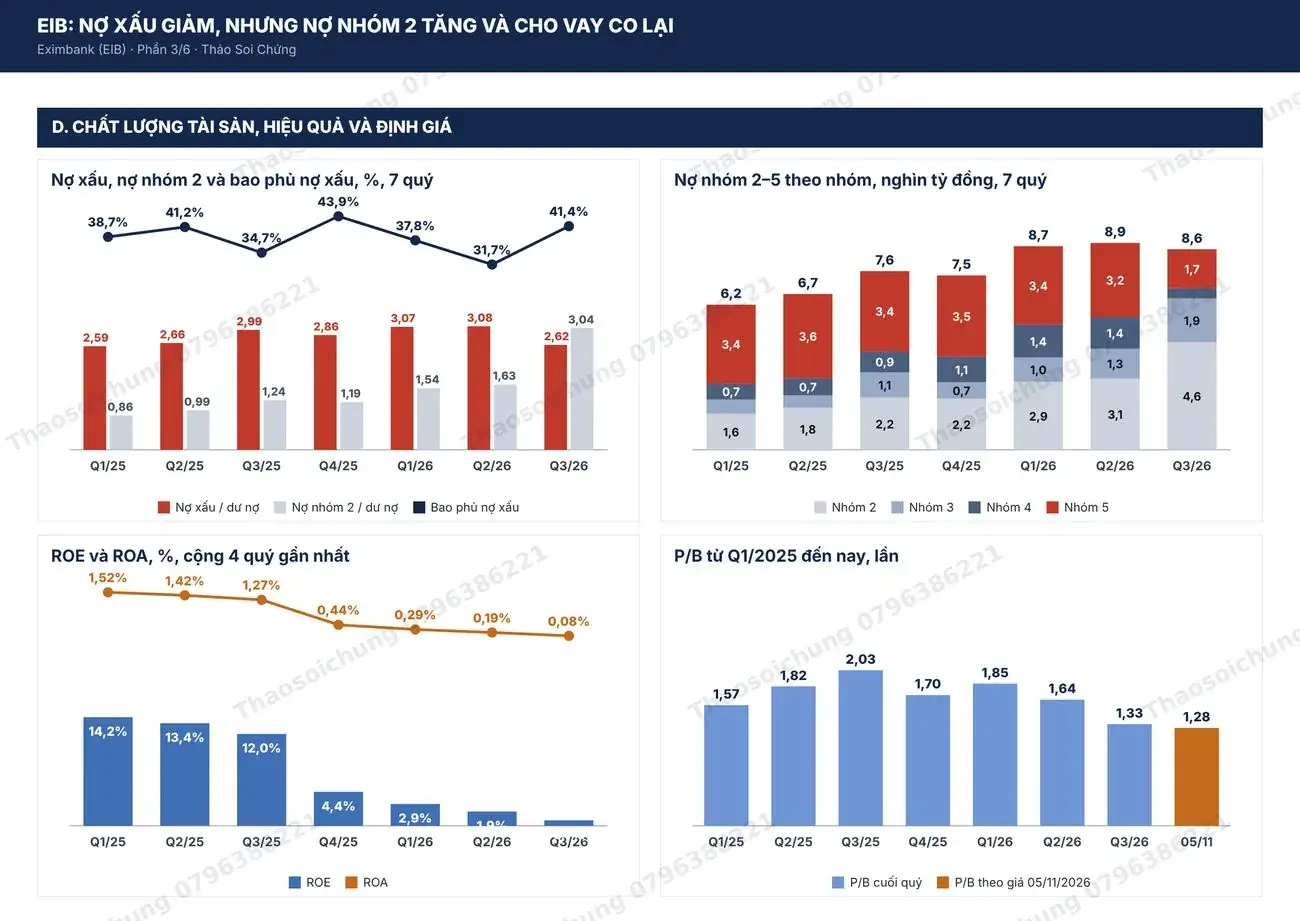 EIB: NỢ XẤU GIẢM, NHƯNG NỢ NHÓM 2 TĂNG VÀ CHO VAY CO LẠI
Eximbank (EIB) · Phần 3/6 · Thảo Soi Chứng
D. CHẤT LƯỢNG TÀI SẢN, HIỆU QUẢ VÀ ĐỊNH GIÁ
Nợ xấu, nợ nhóm 2 và bao phủ nợ xấu, %, 7 quý
38,7% 41,2% 34,7% 43,9% 37,8% 31,7% 41,4%
2,59 2,66 2,99 2,86 3,07 3,08 2,62
0,86 0,99 1,24 1,19 1,54 1,63 3,04
Q1/25 Q2/25 Q3/25 Q4/25 Q1/26 Q2/26 Q3/26
Nợ xấu / dư nợ Nợ nhóm 2 / dư nợ Bao phủ nợ xấu
Nợ nhóm 2–5 theo nhóm, nghìn tỷ đồng, 7 quý
6,2 6,7 7,6 7,5 8,7 8,9 8,6
3,4 3,6 3,4 3,5 3,4 3,2 1,7
0,7 0,7 0,9 1,1 1,4 1,4
1,1 0,7 1,0 1,3 1,9
1,6 1,8 2,2 2,2 2,9 3,1 4,6
Q1/25 Q2/25 Q3/25 Q4/25 Q1/26 Q2/26 Q3/26
Nhóm 2 Nhóm 3 Nhóm 4 Nhóm 5
ROE và ROA, %, cộng 4 quý gần nhất
1,52% 1,42% 1,27% 0,44% 0,29% 0,19% 0,08%
14,2% 13,4% 12,0% 4,4% 2,9% 1,9%
Q1/25 Q2/25 Q3/25 Q4/25 Q1/26 Q2/26 Q3/26
ROE ROA
P/B từ Q1/2025 đến nay, lần
1,57 1,82 2,03 1,70 1,85 1,64 1,33 1,28
Q1/25 Q2/25 Q3/25 Q4/25 Q1/26 Q2/26 Q3/26 05/11
P/B cuối quý P/B theo giá 05/11/2026
Thaosoichung 0796386221